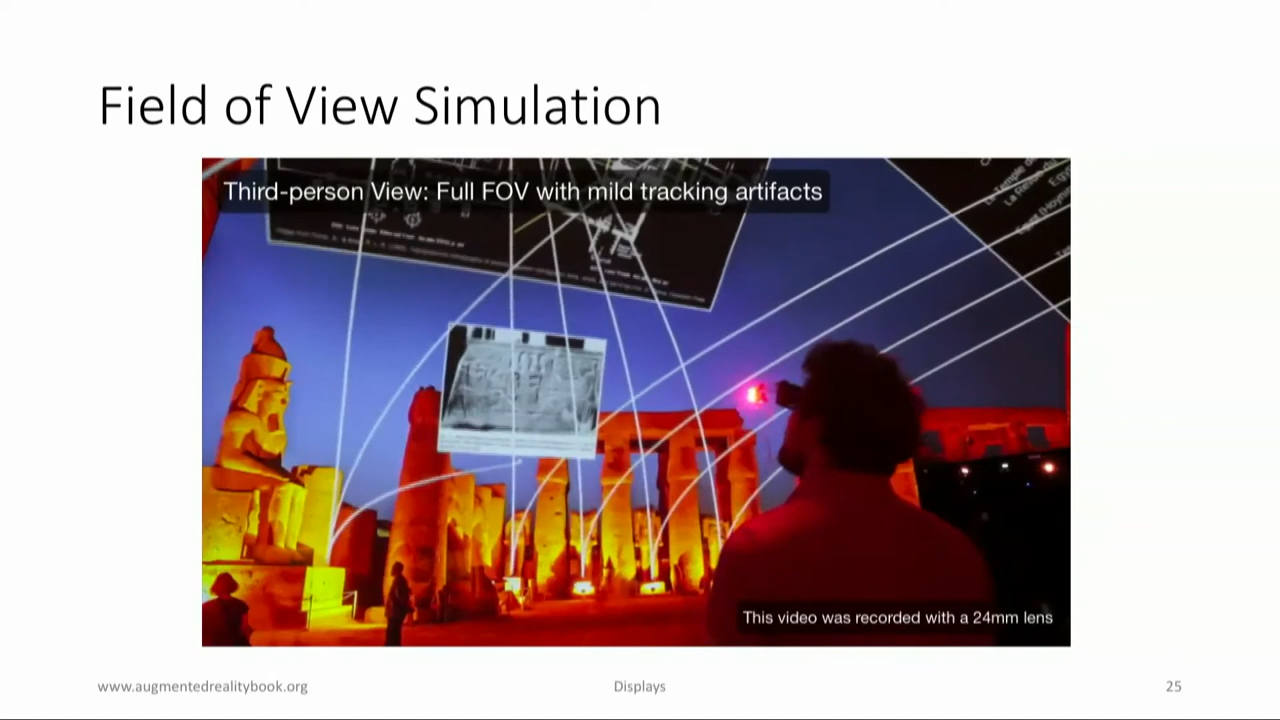 Field of View Simulation
Third-person View: Full FOV with mild tracking artifacts
This video was recorded with a 24mm lens
www.augmentedrealitybook.org
Displays
25